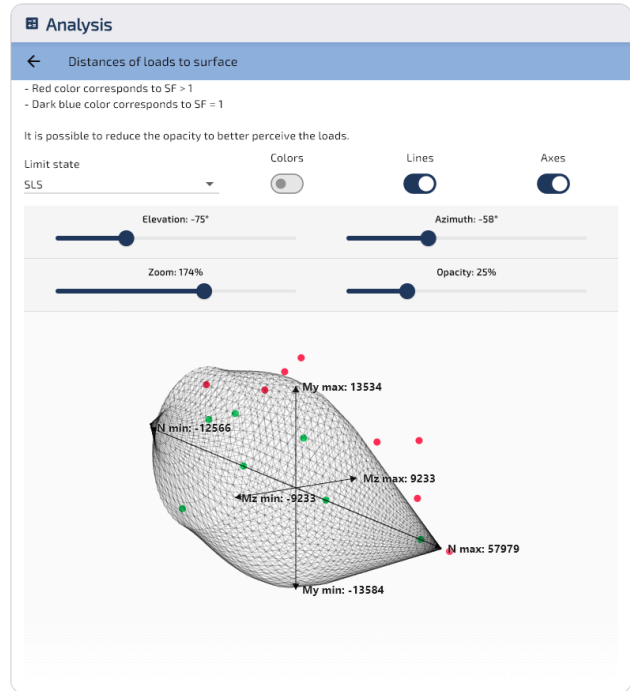 Analysis
Distances of loads to surface
- Red color corresponds to SF > 1
- Dark blue color corresponds to SF = 1
It is possible to reduce the opacity to better perceive the loads.
Limit state
Colors
Lines
Axes
SLS
Elevation: -75°
Azimuth: -58°
Zoom: 174%
Opacity: 25%
My max: 13534
N min: -12566
Mz max: 9233
Mz min: -9233
N max: 57979
My min: -13584